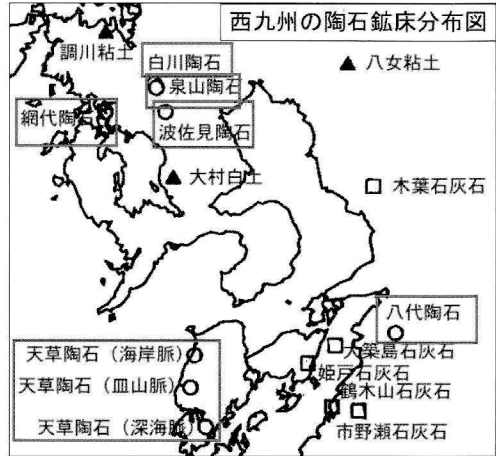 西九州の陶石鉱床分布図
調川粘土
白川陶石
八女粘土
泉山陶石
網代陶石
波佐見陶石
大村白土
木葉石灰石
八代陶石
天草陶石（海岸脈）
大築島石灰石
姫戸石灰石
天草陶石（皿山脈）
鶴木山石灰石
天草陶石（深海脈）
市野瀬石灰石